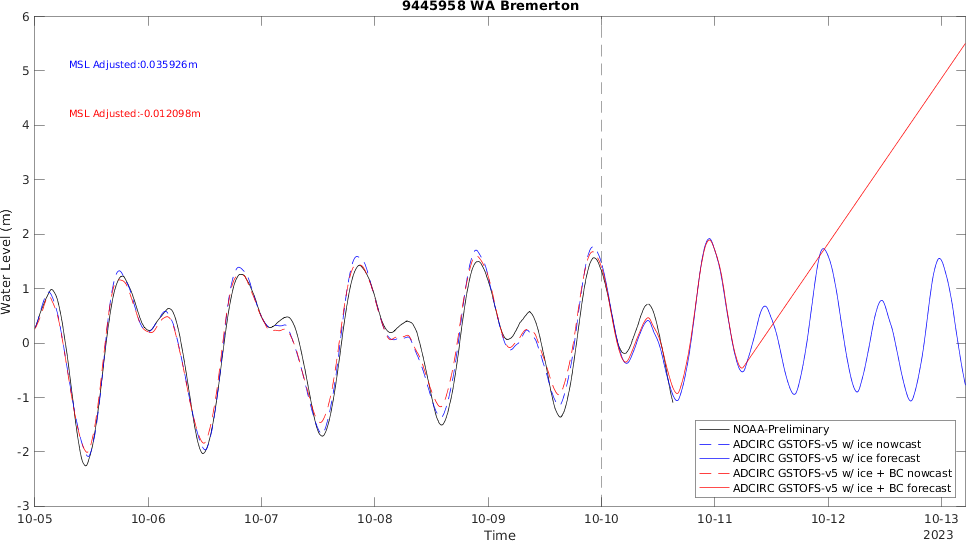 9445958 WA Bremerton
MSL Adjusted:0.035926m
MSL Adjusted:-0.012098m
Water Level (m)
6
5
4
3
2
1
0
-1
-2
-3
10-05
10-06
10-07
10-08
10-09
10-10
10-11
10-12
10-13
2023
Time
NOAA-Preliminary
ADCIRC GSTOFS-v5 w/ ice nowcast
ADCIRC GSTOFS-v5 w/ ice forecast
ADCIRC GSTOFS-v5 w/ ice + BC nowcast
ADCIRC GSTOFS-v5 w/ ice + BC forecast